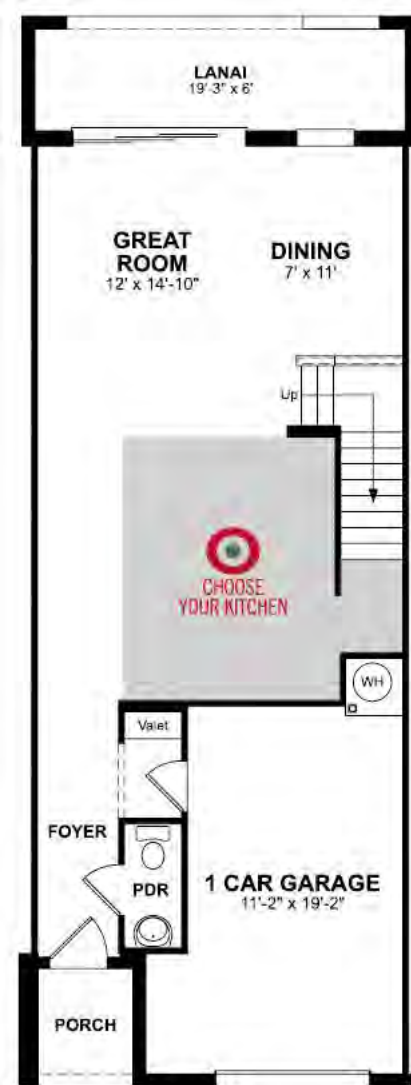 LANAI
19'-3" x 6'
GREAT
ROOM
12' x 14'-10"
DINING
7' x 11'
Up
CHOOSE
YOUR KITCHEN
WH
Valet
FOYER
PDR
1 CAR GARAGE
11'-2" x 19'-2"
PORCH